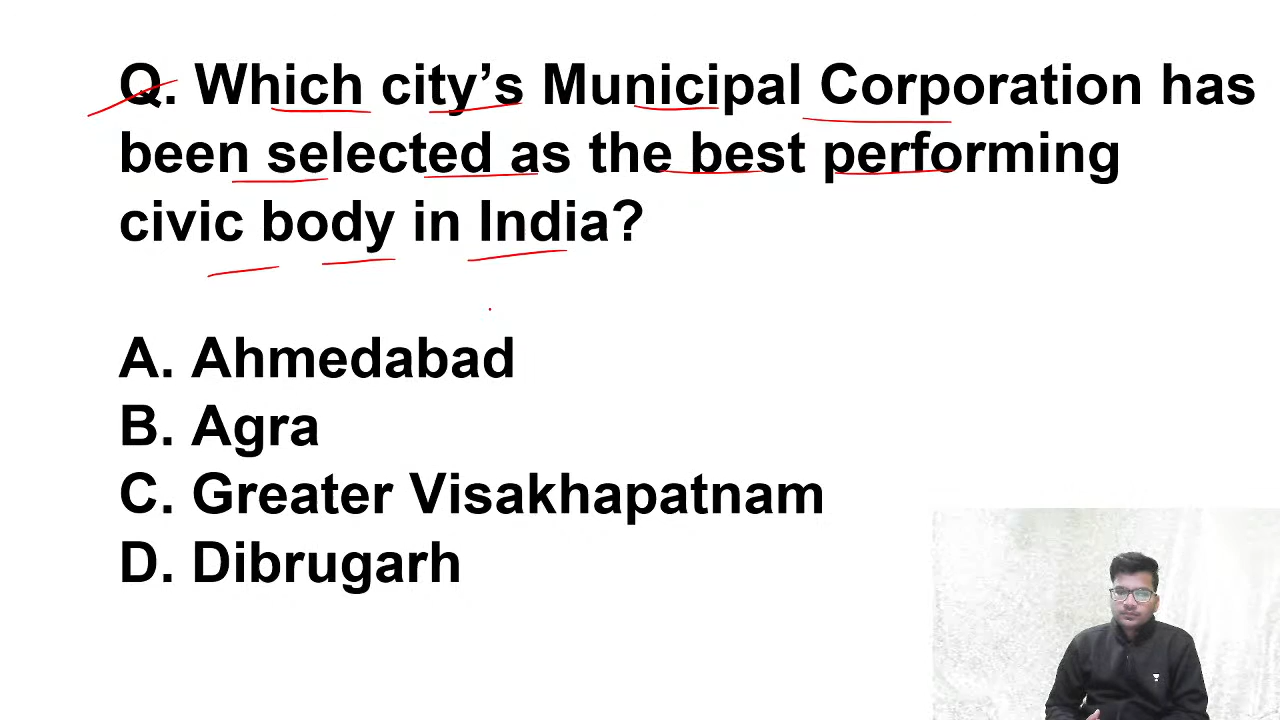 Q. Which city’s Municipal Corporation has
been selected as the best performing
civic body in India?
A. Ahmedabad
B. Agra
C. Greater Visakhapatnam
D. Dibrugarh